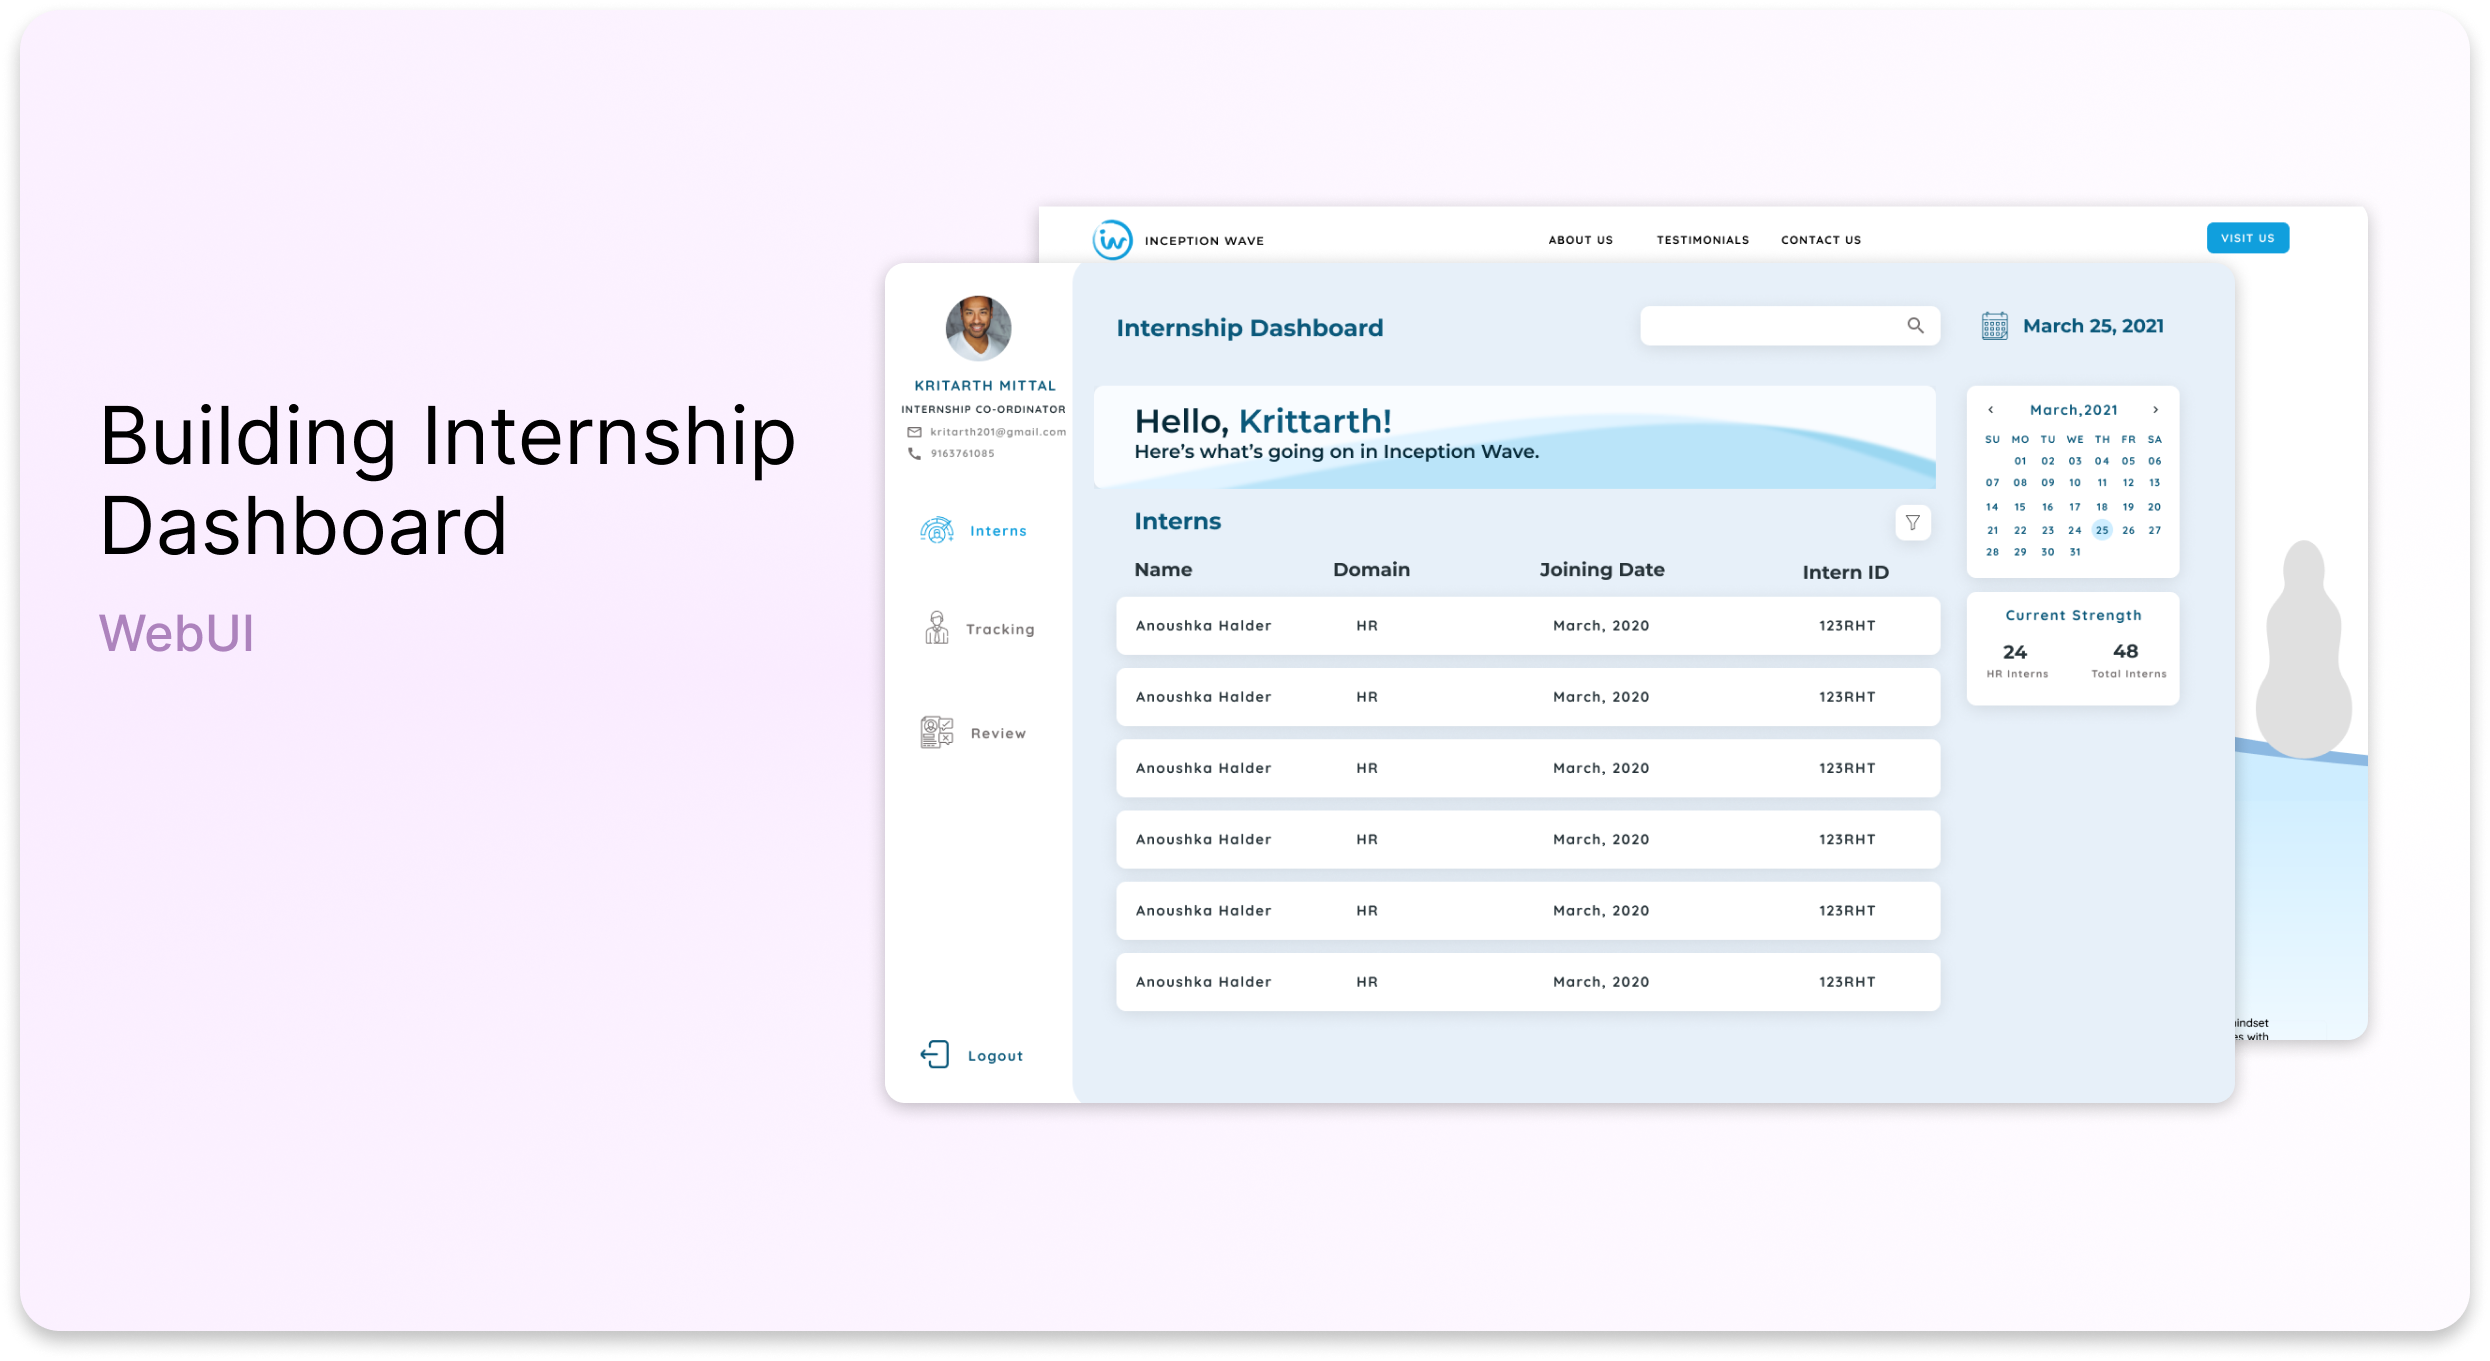 Building Internship
Dashboard
WebUI
iw INCEPTION WAVE
ABOUT US TESTIMONIALS CONTACT US
VISIT US
KRITARTH MITTAL
INTERNSHIP CO-ORDINATOR
kritarth201@gmail.com
9163761085
Interns
Tracking
Review
Logout
Internship Dashboard
March 25, 2021
Hello, Krittarth!
Here's what's going on in Inception Wave.
Interns
Name Domain Joining Date Intern ID
Anoushka Halder HR March, 2020 123RHT
Anoushka Halder HR March, 2020 123RHT
Anoushka Halder HR March, 2020 123RHT
Anoushka Halder HR March, 2020 123RHT
Anoushka Halder HR March, 2020 123RHT
Anoushka Halder HR March, 2020 123RHT
‹ March,2021 ›
SU MO TU WE TH FR SA
01 02 03 04 05 06
07 08 09 10 11 12 13
14 15 16 17 18 19 20
21 22 23 24 25 26 27
28 29 30 31
Current Strength
24 48
HR Interns Total Interns
with